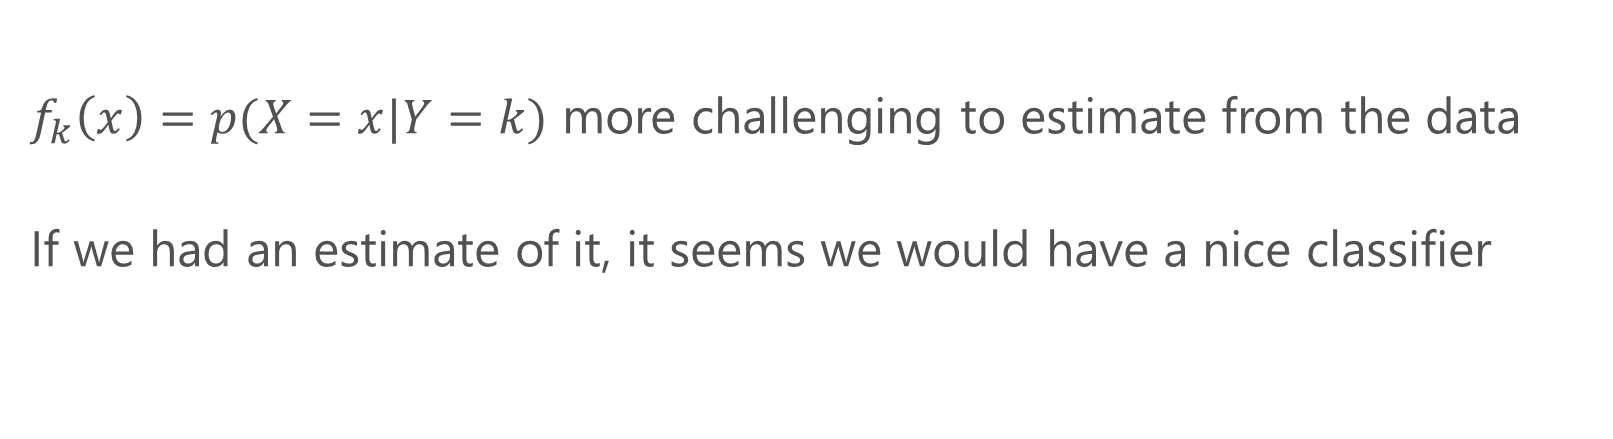 𝑓𝑘(𝑥) = 𝑝(𝑋 = 𝑥|𝑌 = 𝑘) more challenging to estimate from the data
If we had an estimate of it, it seems we would have a nice classifier